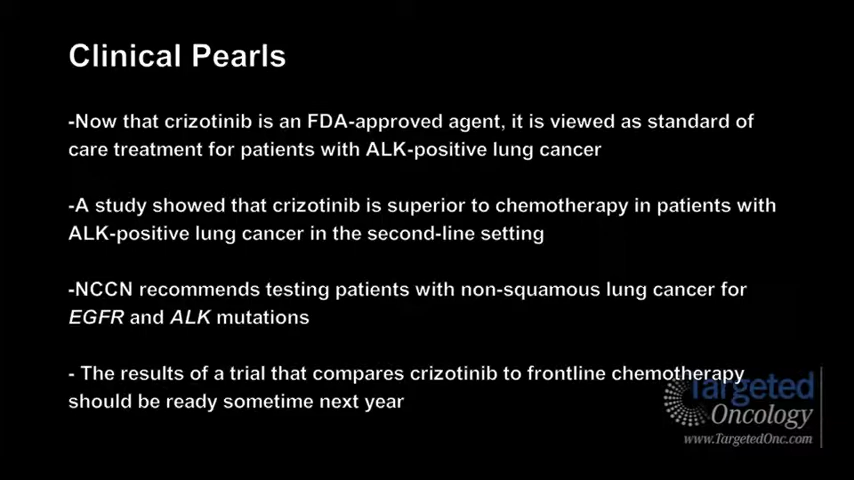 Clinical Pearls
-Now that crizotinib is an FDA-approved agent, it is viewed as standard of
care treatment for patients with ALK-positive lung cancer
-A study showed that crizotinib is superior to chemotherapy in patients with
ALK-positive lung cancer in the second-line setting
-NCCN recommends testing patients with non-squamous lung cancer for
EGFR and ALK mutations
- The results of a trial that compares crizotinib to frontline chemotherapy
should be ready sometime next year
Targeted
Oncology
www.TargetedOnc.com